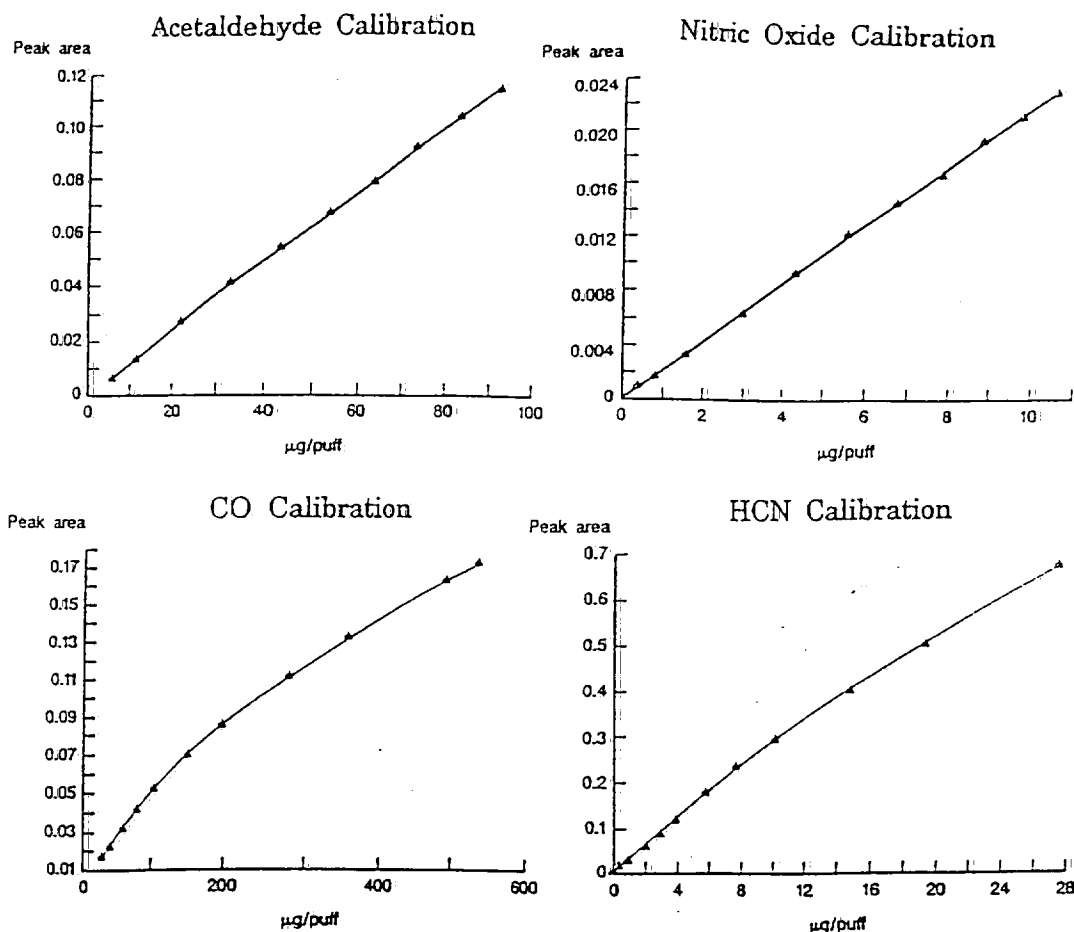 Acetaldehyde Calibration
Peak area
0.12
0.10
0.08
0.06
0.04
0.02
0
0 20 40 60 80 100
µg/puff
Nitric Oxide Calibration
Peak area
0.024
0.020
0.016
0.012
0.008
0.004
0
0 2 4 6 8 10
µg/puff
CO Calibration
Peak area
0.17
0.15
0.13
0.11
0.09
0.07
0.05
0.03
0.01
0 200 400 600
µg/puff
HCN Calibration
Peak area
0.7
0.6
0.5
0.4
0.3
0.2
0.1
0
0 4 8 12 16 20 24 28
µg/puff